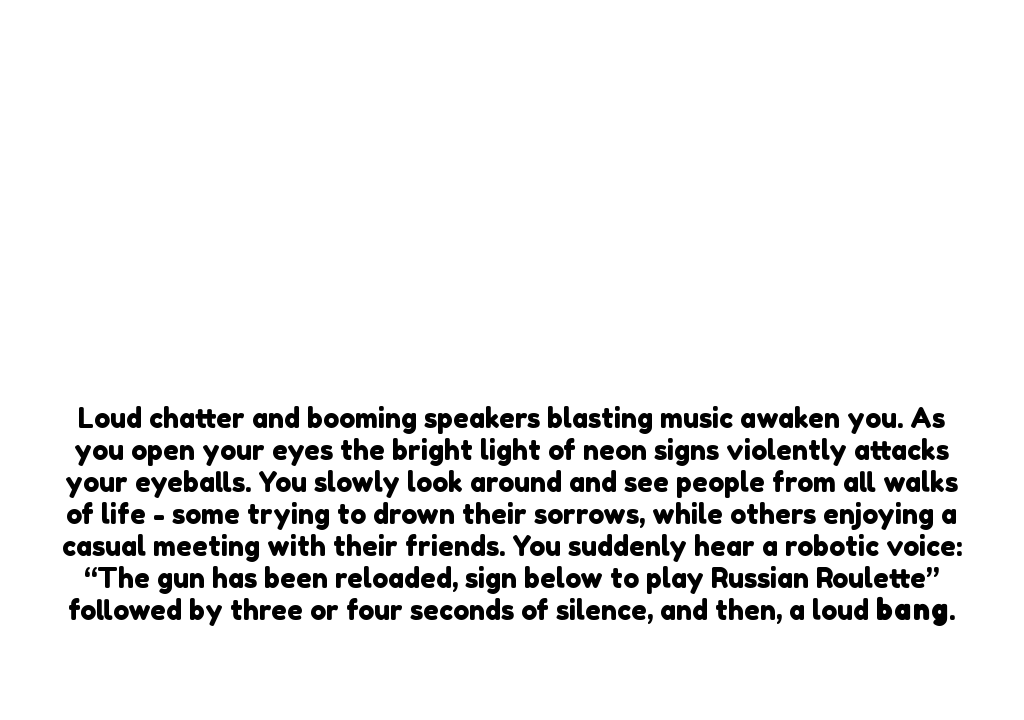 Loud chatter and booming speakers blasting music awaken you. As
you open your eyes the bright light of neon signs violently attacks
your eyeballs. You slowly look around and see people from all walks
of life - some trying to drown their sorrows, while others enjoying a
casual meeting with their friends. You suddenly hear a robotic voice:
“The gun has been reloaded, sign below to play Russian Roulette”
followed by three or four seconds of silence, and then, a loud bang.